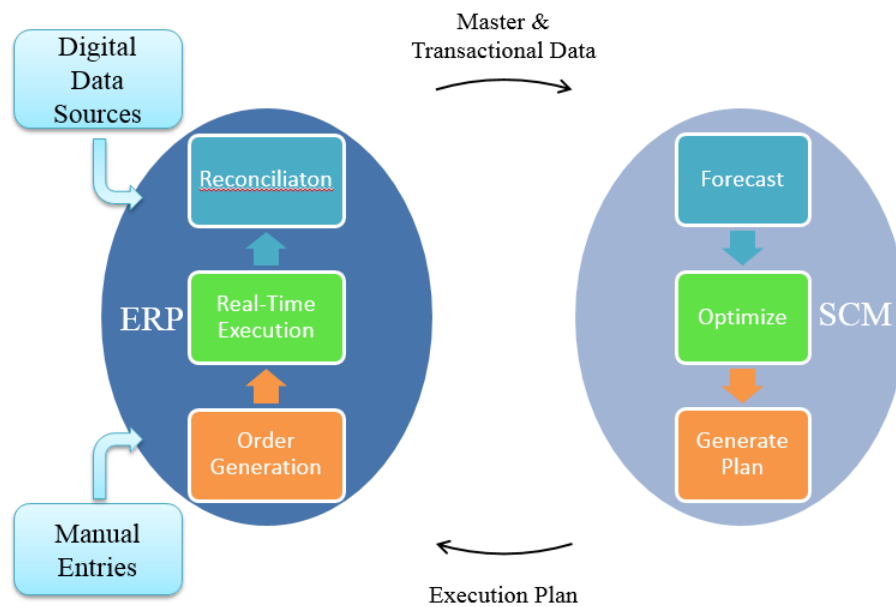 Master &
Transactional Data
Digital
Data
Sources
Reconciliaton
Forecast
ERP
Real-Time
Execution
Optimize
SCM
Order
Generation
Generate
Plan
Manual
Entries
Execution Plan